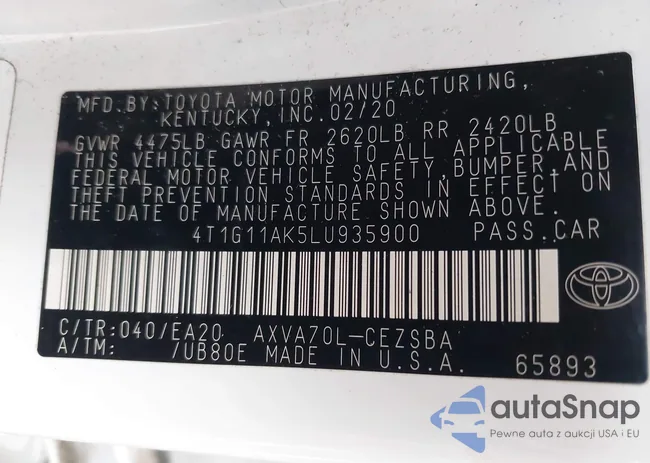 MFD.BY:TOYOTA MOTOR MANUFACTURING,
KENTUCKY,INC.02/20
GVWR 4475LB GAWR FR 2620LB RR 2420LB
THIS VEHICLE CONFORMS TO ALL APPLICABLE
FEDERAL MOTOR VEHICLE SAFETY,BUMPER,AND
THEFT PREVENTION STANDARDS IN EFFECT ON
THE DATE OF MANUFACTURE SHOWN ABOVE.
4T1G11AK5LU935900 PASS.CAR
C/TR:040/EA20 AXVA70L-CEZSBA
A/TM: /UB80E MADE IN U.S.A. 65893
autoSnap
Pewne auta z aukcji USA i EU